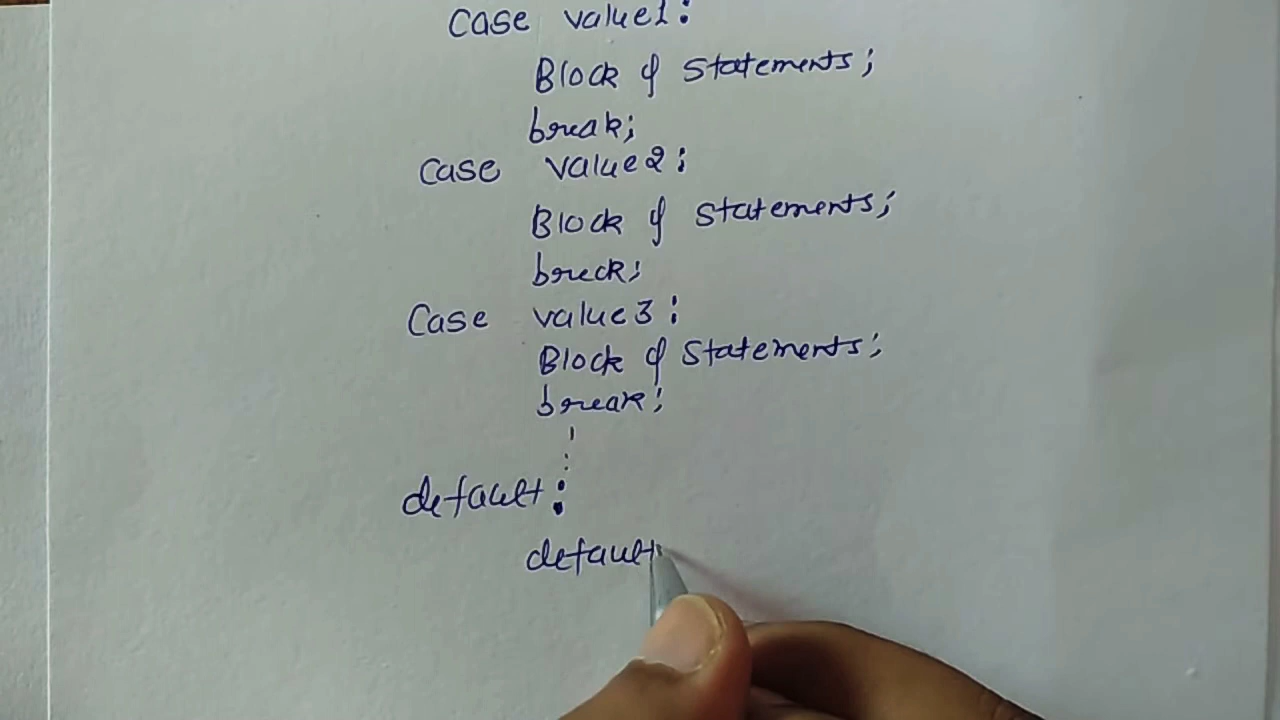 Case value1:
Block of Statements;
break;
Case value2:
Block of Statements;
breck;
Case value3:
Block of Statements;
break;
default:
default